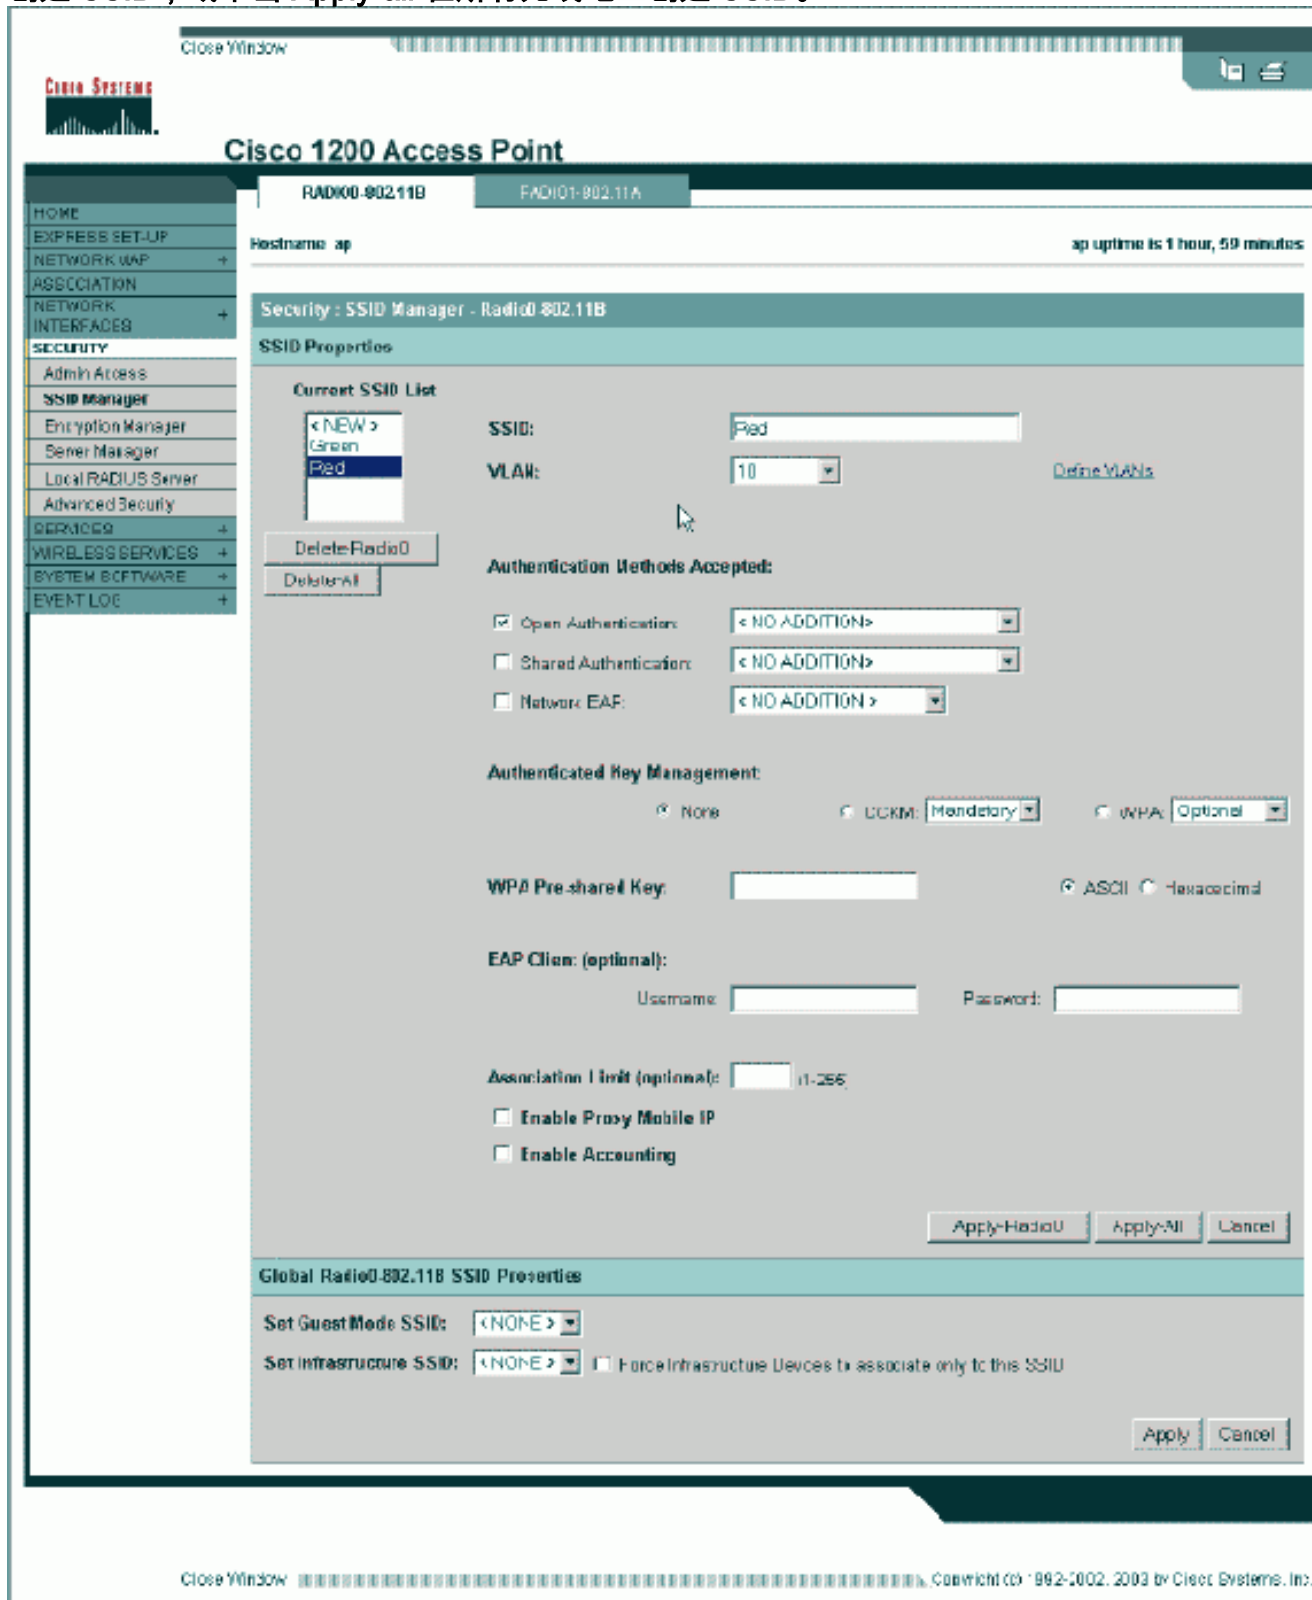 Close Window
CISCO SYSTEMS
Cisco 1200 Access Point
RADIO0-802.11B
RADIO1-802.11A
HOME
EXPRESS SET-UP
NETWORK MAP +
ASSOCIATION
NETWORK
INTERFACES +
SECURITY
Admin Access
SSID Manager
Encryption Manager
Server Manager
Local RADIUS Server
Advanced Security
SERVICES +
WIRELESS SERVICES +
SYSTEM SOFTWARE +
EVENT LOG +
Hostname ap
ap uptime is 1 hour, 59 minutes
Security : SSID Manager - Radio0-802.11B
SSID Properties
Current SSID List
< NEW >
Green
Red
Delete-Radio0
Delete-All
SSID: Red
VLAN: 10 Define VLANs
Authentication Methods Accepted:
Open Authentication: < NO ADDITION>
Shared Authentication: < NO ADDITION>
Network EAP: < NO ADDITION >
Authenticated Key Management:
None CCKM: Mandatory WPA: Optional
WPA Pre-shared Key: ASCII Hexadecimal
EAP Client (optional):
Username: Password:
Association Limit (optional): (1-255)
Enable Proxy Mobile IP
Enable Accounting
Apply-Radio0 Apply-All Cancel
Global Radio0-802.11B SSID Properties
Set Guest Mode SSID: < NONE >
Set Infrastructure SSID: < NONE > Force Infrastructure Devices to associate only to this SSID
Apply Cancel
Close Window
Copyright (c) 1992-2002, 2003 by Cisco Systems, Inc.